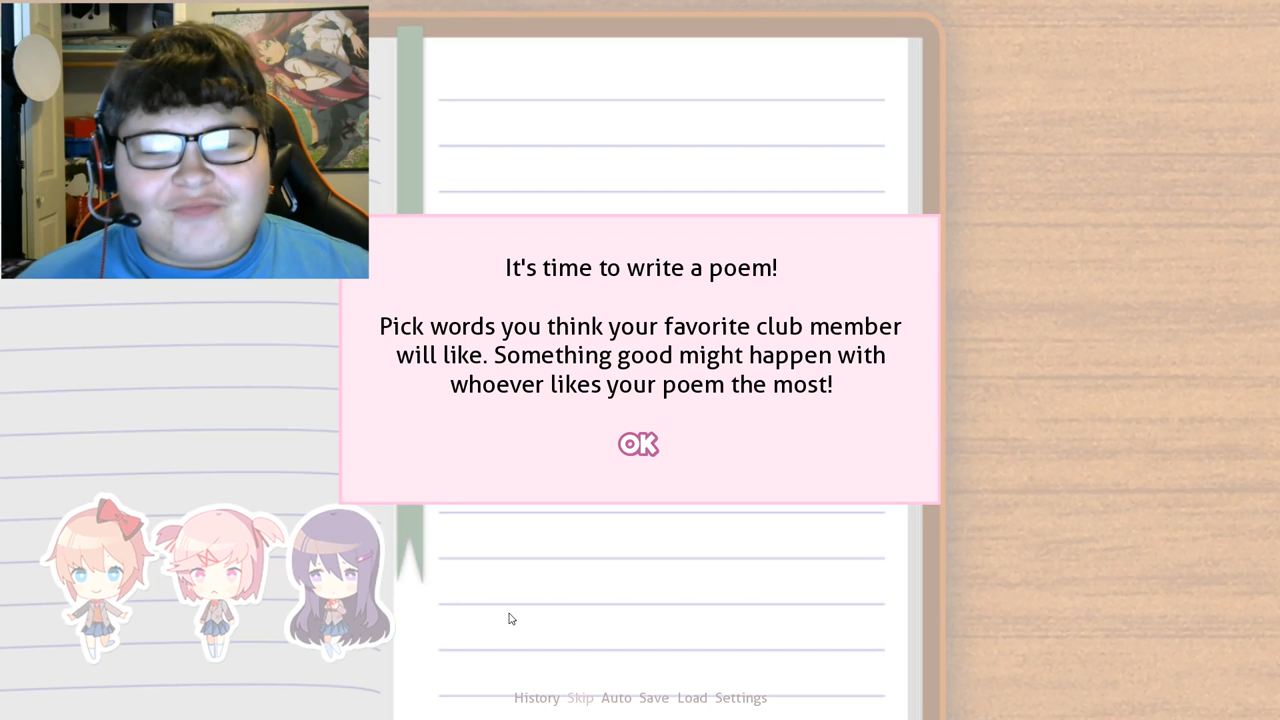 It's time to write a poem!
Pick words you think your favorite club member
will like. Something good might happen with
whoever likes your poem the most!
OK
History Skip Auto Save Load Settings